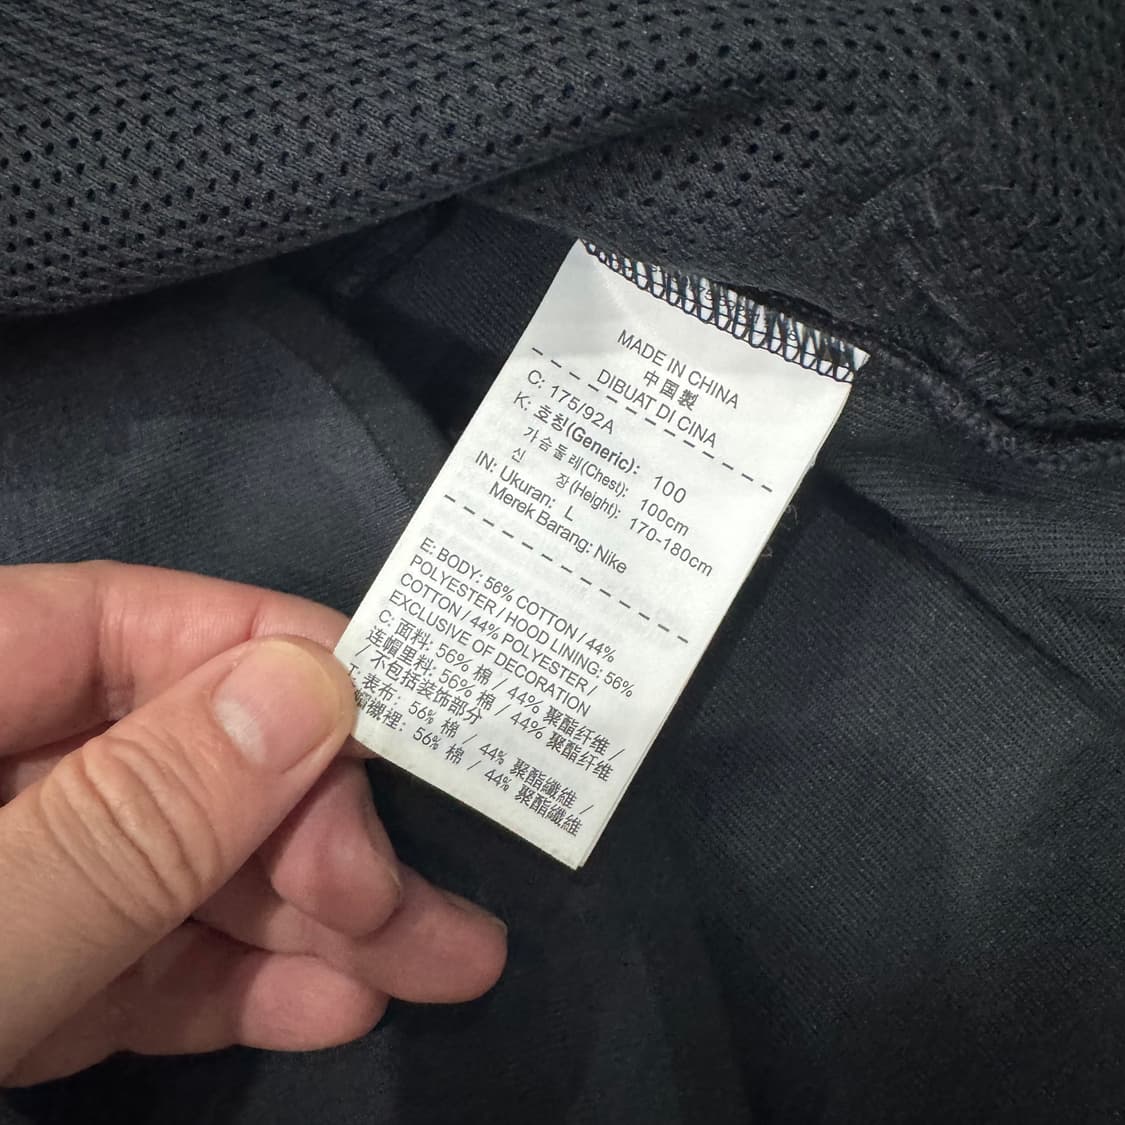 MADE IN CHINA
中国製
DIBUAT DI CINA
C: 175/92A
K: 호칭(Generic): 100
가슴둘레(Chest): 100cm
신 장(Height): 170-180cm
IN: Ukuran: L
Merek Barang: Nike
E: BODY: 56% COTTON / 44%
POLYESTER / HOOD LINING: 56%
COTTON / 44% POLYESTER /
EXCLUSIVE OF DECORATION
C: 面料: 56% 棉 / 44% 聚酯纤维 /
连帽里料: 56% 棉 / 44% 聚酯纤维
/ 不包括装饰部分
T: 表布: 56% 棉 / 44% 聚酯纖維 /
帽襯裡: 56% 棉 / 44% 聚酯纖維